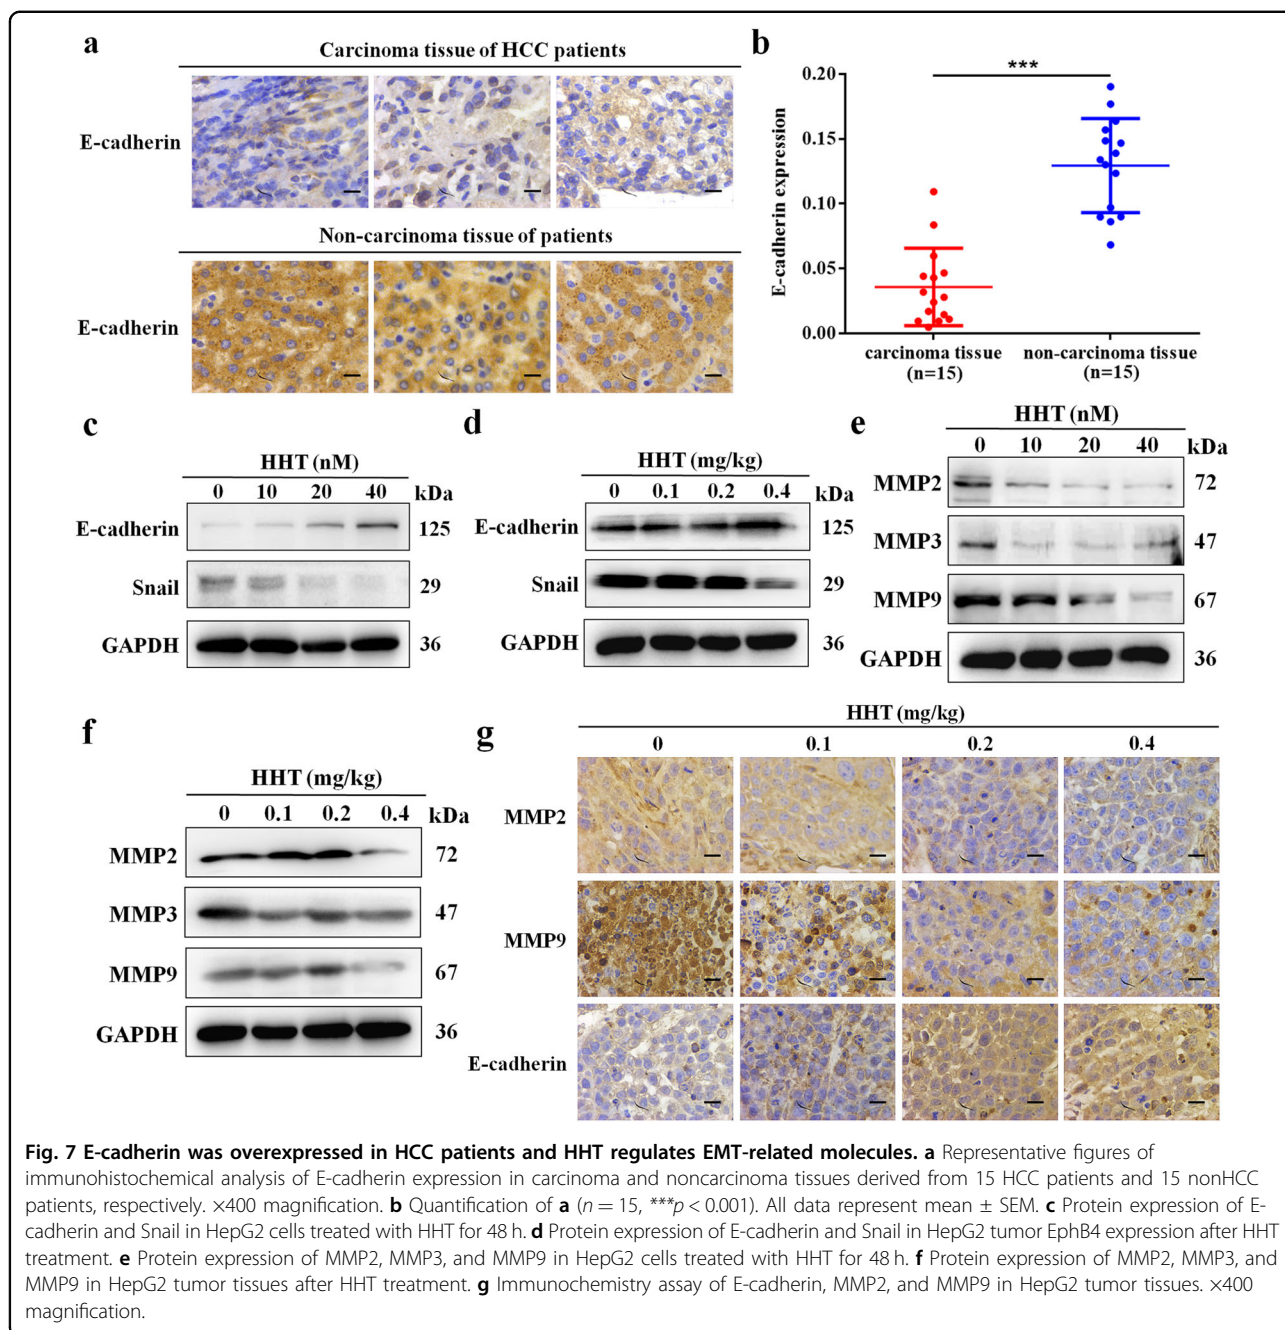 a
Carcinoma tissue of HCC patients
E-cadherin
Non-carcinoma tissue of patients
E-cadherin
b
***
0.20
0.15
0.10
0.05
0.00
E-cadherin expression
carcinoma tissue
(n=15)
non-carcinoma tissue
(n=15)
c
HHT (nM)
0 10 20 40 kDa
E-cadherin 125
Snail 29
GAPDH 36
d
HHT (mg/kg)
0 0.1 0.2 0.4 kDa
E-cadherin 125
Snail 29
GAPDH 36
e
HHT (nM)
0 10 20 40 kDa
MMP2 72
MMP3 47
MMP9 67
GAPDH 36
f
HHT (mg/kg)
0 0.1 0.2 0.4 kDa
MMP2 72
MMP3 47
MMP9 67
GAPDH 36
g
HHT (mg/kg)
0 0.1 0.2 0.4
MMP2
MMP9
E-cadherin
Fig. 7 E-cadherin was overexpressed in HCC patients and HHT regulates EMT-related molecules. a Representative figures of
immunohistochemical analysis of E-cadherin expression in carcinoma and noncarcinoma tissues derived from 15 HCC patients and 15 nonHCC
patients, respectively. ×400 magnification. b Quantification of a (n = 15, ***p < 0.001). All data represent mean ± SEM. c Protein expression of E-
cadherin and Snail in HepG2 cells treated with HHT for 48 h. d Protein expression of E-cadherin and Snail in HepG2 tumor EphB4 expression after HHT
treatment. e Protein expression of MMP2, MMP3, and MMP9 in HepG2 cells treated with HHT for 48 h. f Protein expression of MMP2, MMP3, and
MMP9 in HepG2 tumor tissues after HHT treatment. g Immunochemistry assay of E-cadherin, MMP2, and MMP9 in HepG2 tumor tissues. ×400
magnification.